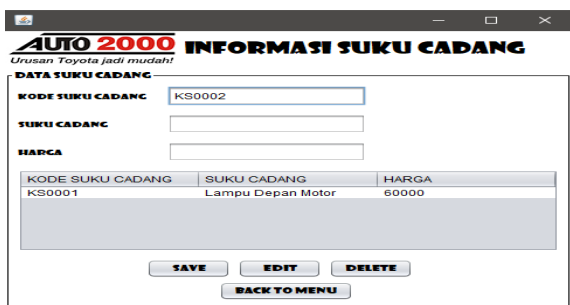 AUTO 2000 INFORMASI SUKU CADANG
Urusan Toyota jadi mudah!
DATA SUKU CADANG
KODE SUKU CADANG KS0002
SUKU CADANG
HARGA
KODE SUKU CADANG SUKU CADANG HARGA
KS0001 Lampu Depan Motor 60000
SAVE EDIT DELETE
BACK TO MENU